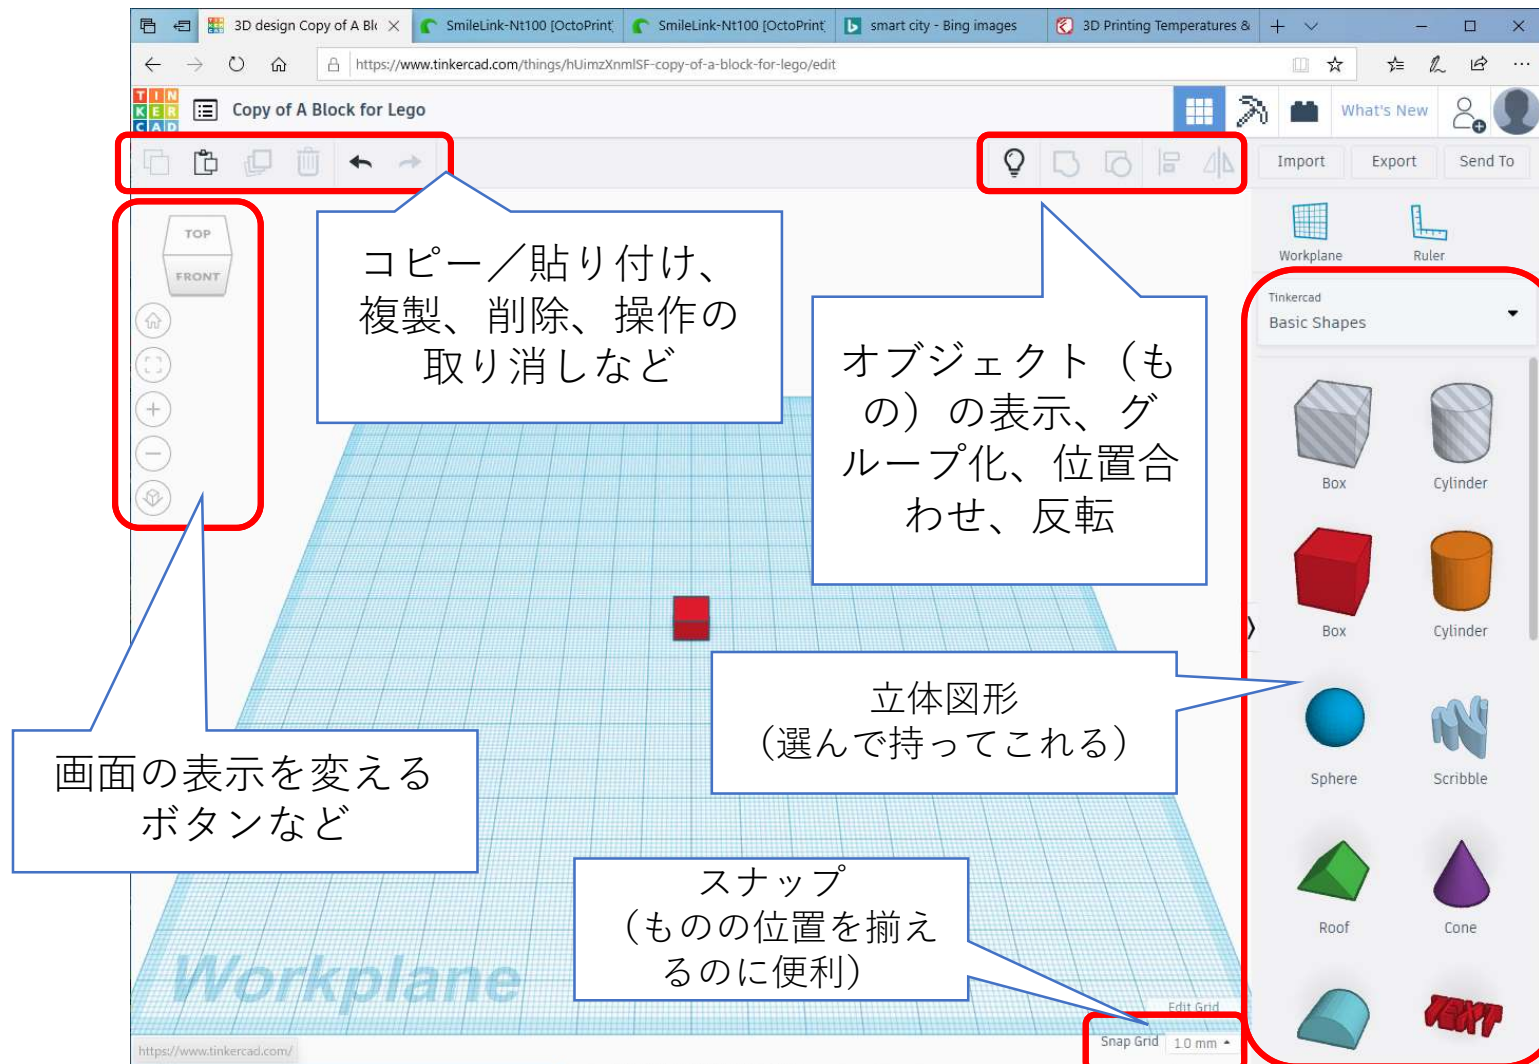 3D design Copy of A Blo
SmileLink-Nt100 [OctoPrint]
SmileLink-Nt100 [OctoPrint]
smart city - Bing images
3D Printing Temperatures &
https://www.tinkercad.com/things/hUimzXnmlSF-copy-of-a-block-for-lego/edit
TIN
KER
CAD
Copy of A Block for Lego
What's New
Import
Export
Send To
TOP
FRONT
コピー／貼り付け、
複製、削除、操作の
取り消しなど
オブジェクト（も
の）の表示、グ
ループ化、位置合
わせ、反転
Workplane
Ruler
Tinkercad
Basic Shapes
Box
Cylinder
Box
Cylinder
立体図形
（選んで持ってこれる）
Sphere
Scribble
画面の表示を変える
ボタンなど
スナップ
（ものの位置を揃え
るのに便利）
Roof
Cone
Workplane
TEXT
Edit Grid
Snap Grid
1.0 mm
https://www.tinkercad.com/